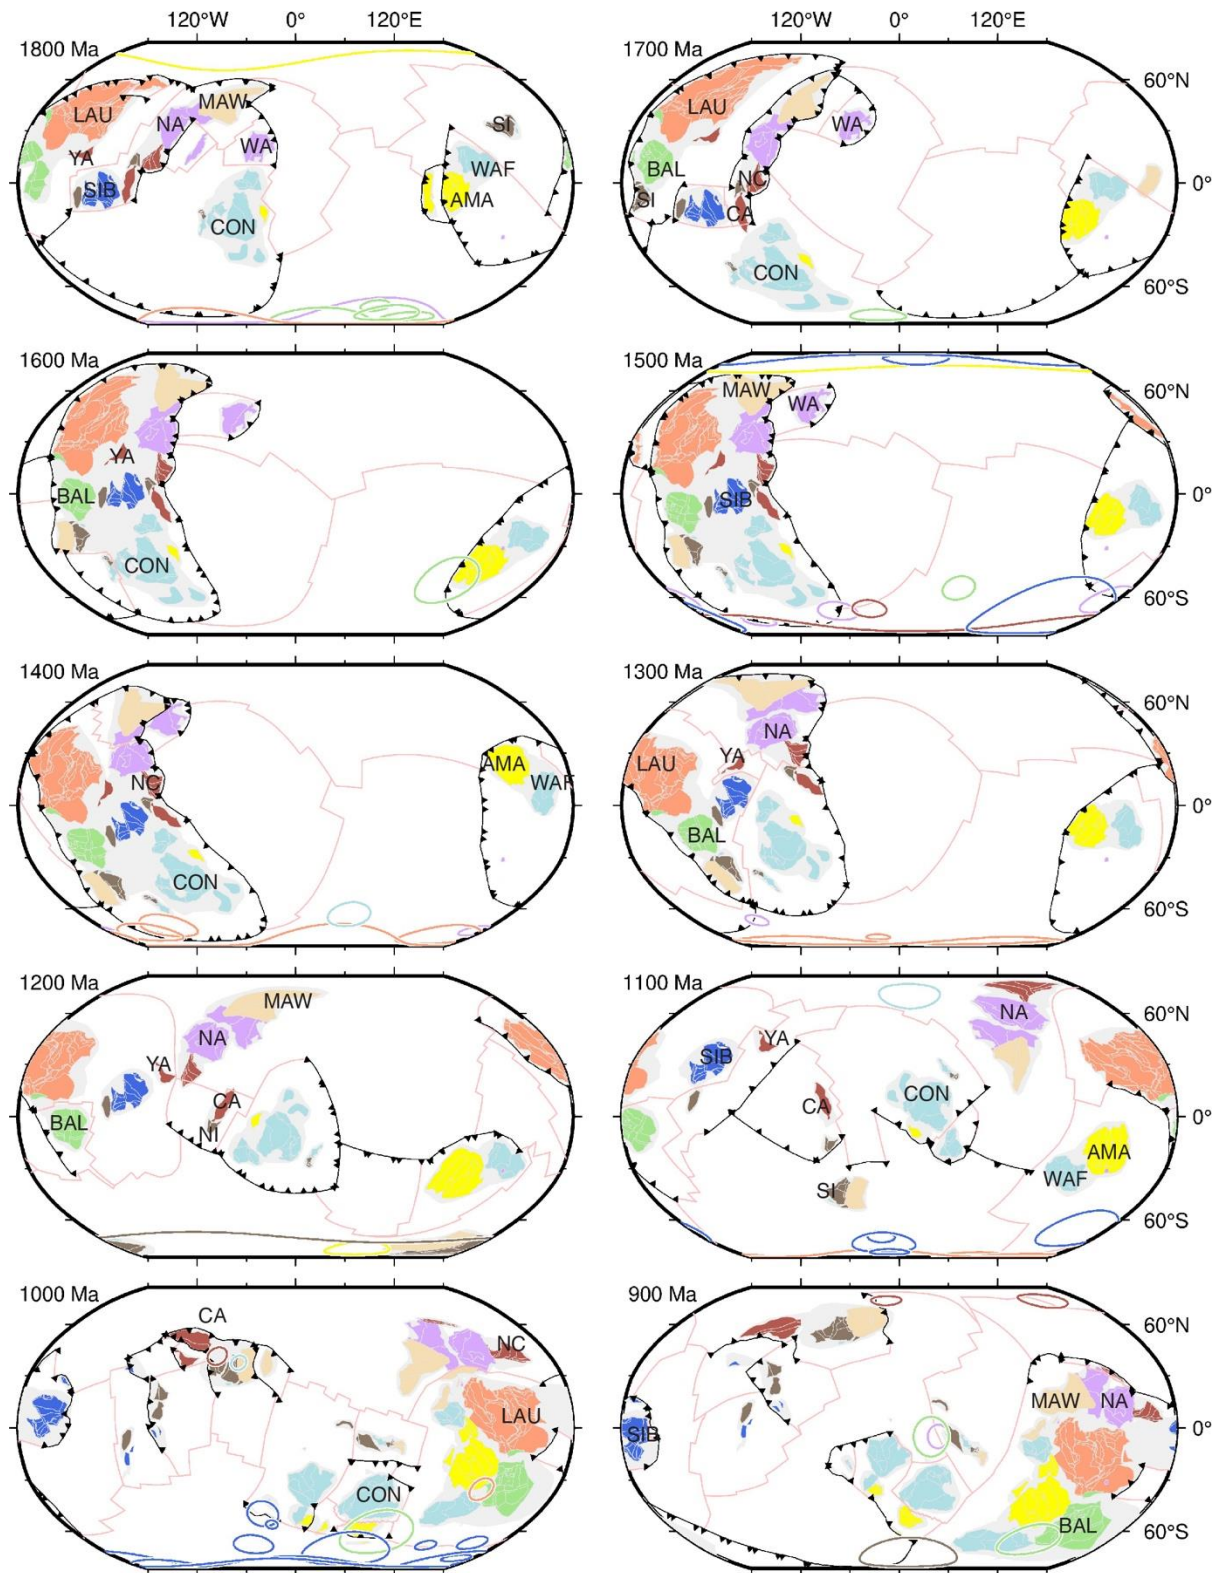 120°W 0° 120°E 120°W 0° 120°E
1800 Ma 1700 Ma
60°N
LAU MAW NA SI LAU WA
YA WA WAF BAL
SIB AMA SI NC CA 0°
CON CON
60°S
1600 Ma 1500 Ma
60°N
MAW WA
YA
BAL SIB 0°
CON
60°S
1400 Ma 1300 Ma
60°N
NA
AMA LAU YA
NC WAF 0°
BAL
CON
60°S
1200 Ma 1100 Ma
MAW 60°N
NA NA
YA SIB YA
CA CON
BAL NI CA 0°
AMA
WAF
SI
60°S
1000 Ma 900 Ma
CA 60°N
NC
LAU MAW NA
SIB 0°
CON
BAL 60°S